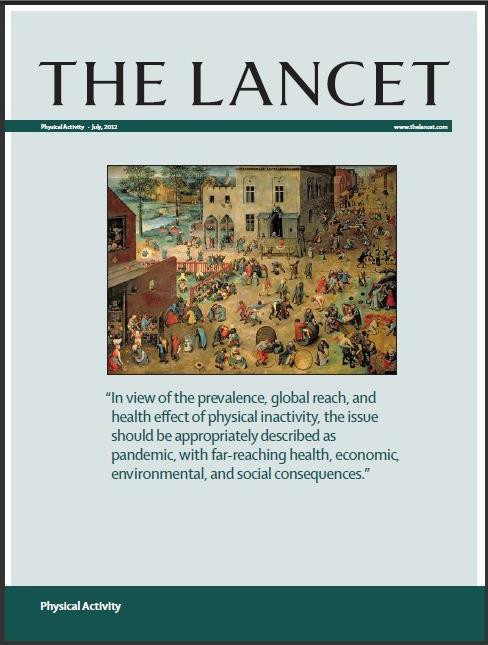 THE LANCET
Physical Activity · July, 2012 www.thelancet.com
“In view of the prevalence, global reach, and
health effect of physical inactivity, the issue
should be appropriately described as
pandemic, with far-reaching health, economic,
environmental, and social consequences.”
Physical Activity